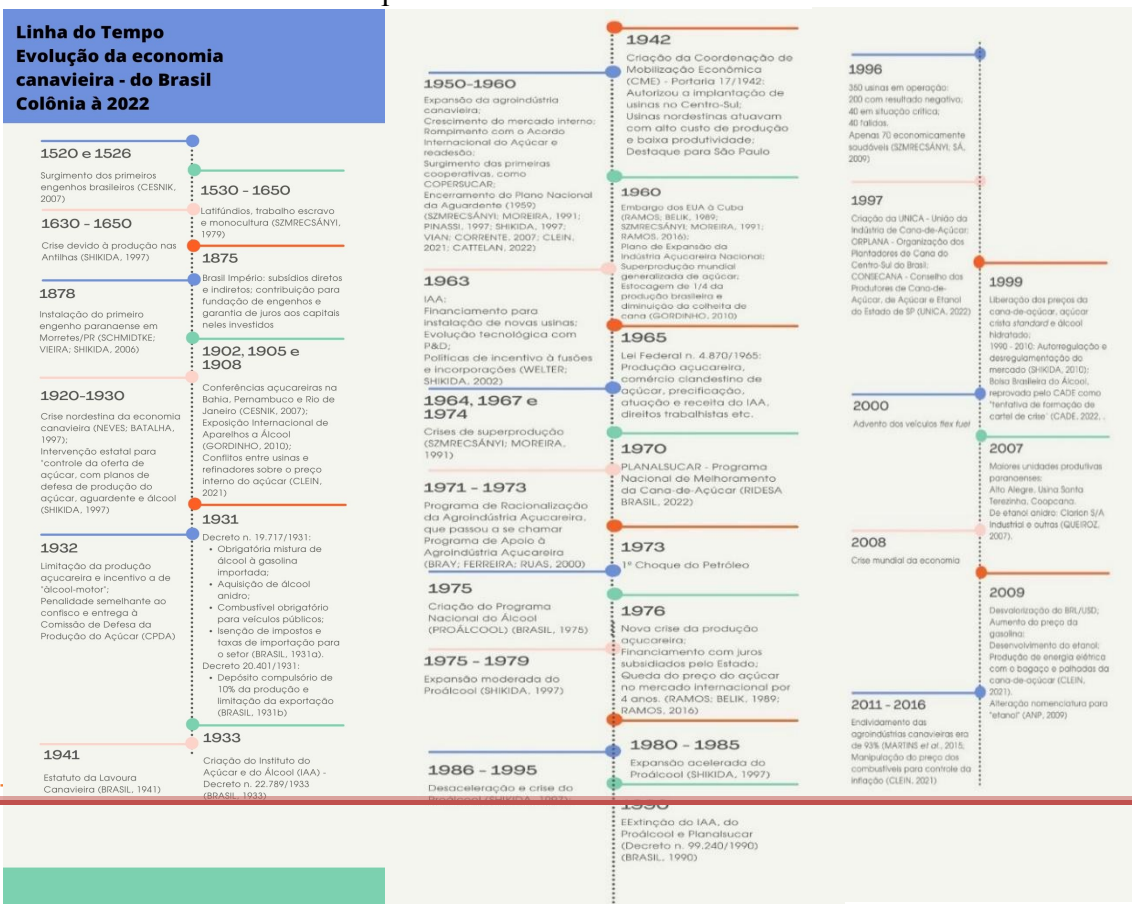 Linha do Tempo
Evolução da economia
canavieira - do Brasil
Colônia à 2022
1520 e 1526
Surgimento dos primeiros
engenhos brasileiros (CESNIK,
2007)
1530 - 1650
Latifúndios, trabalho escravo
e monocultura (SZMRECSÁNYI,
1979)
1630 - 1650
Crise devido à produção nas
Antilhas (SHIKIDA, 1997)
1875
Brasil Império: subsídios diretos
e indiretos: contribuição para
fundação de engenhos e
garantia de juros aos capitais
neles investidos
1878
Instalação do primeiro
engenho paranaense em
Morretes/PR (SCHMIDTKE;
VIEIRA; SHIKIDA, 2006)
1902, 1905 e
1908
Conferências açucareiras na
Bahia, Pernambuco e Rio de
Janeiro (CESNIK, 2007);
Exposição Internacional de
Aparelhos a Álcool
(GORDINHO, 2010);
Conflitos entre usinas e
refinadores sobre o preço
interno do açúcar (CLEIN,
2021)
1920-1930
Crise nordestina da economia
canavieira (NEVES; BATALHA,
1997);
Intervenção estatal para
"controle da oferta de
açúcar, com planos de
defesa de produção do
açúcar, aguardente e álcool
(SHIKIDA, 1997)
1931
Decreto n. 19.717/1931:
• Obrigatória mistura de
álcool à gasolina
importada;
• Aquisição de álcool
anidro;
• Combustível obrigatório
para veículos públicos;
• Isenção de impostos e
taxas de importação para
o setor (BRASIL, 1931a).
Decreto 20.401/1931:
• Depósito compulsório de
10% da produção e
limitação da exportação
(BRASIL, 1931b)
1932
Limitação da produção
açucareira e incentivo a de
"álcool-motor";
Penalidade semelhante ao
confisco e entrega à
Comissão de Defesa da
Produção do Açúcar (CPDA)
1933
Criação do Instituto do
Açúcar e do Álcool (IAA) -
Decreto n. 22.789/1933
(BRASIL, 1933)
1941
Estatuto da Lavoura
Canavieira (BRASIL, 1941)
1942
Criação da Coordenação de
Mobilização Econômica
(CME) - Portaria 17/1942:
Autorizou a implantação de
usinas no Centro-Sul;
Usinas nordestinas atuavam
com alto custo de produção
e baixa produtividade;
Destaque para São Paulo
1950-1960
Expansão da agroindústria
canavieira;
Crescimento do mercado interno;
Rompimento com o Acordo
Internacional do Açúcar e
readesão;
Surgimento das primeiras
cooperativas, como
COPERSUCAR;
Encerramento do Plano Nacional
da Aguardente (1959)
(SZMRECSÁNYI; MOREIRA, 1991;
PINASSI, 1997; SHIKIDA, 1997;
VIAN; CORRENTE, 2007; CLEIN,
2021; CATTELAN, 2022)
1960
Embargo dos EUA à Cuba
(RAMOS; BELIK, 1989;
SZMRECSÁNYI; MOREIRA, 1991;
RAMOS, 2016);
Plano de Expansão da
Indústria Açucareira Nacional;
Superprodução mundial
generalizada de açúcar;
Estocagem de 1/4 da
produção brasileira e
diminuição da colheita de
cana (GORDINHO, 2010)
1963
IAA;
Financiamento para
instalação de novas usinas;
Evolução tecnológica com
P&D;
Políticas de incentivo à fusões
e incorporações (WELTER;
SHIKIDA, 2002)
1965
Lei Federal n. 4.870/1965:
Produção açucareira,
comércio clandestino de
açúcar, precificação,
atuação e receita do IAA,
direitos trabalhistas etc.
1964, 1967 e
1974
Crises de superprodução
(SZMRECSÁNYI; MOREIRA,
1991)
1970
PLANALSUCAR - Programa
Nacional de Melhoramento
da Cana-de-Açúcar (RIDESA
BRASIL, 2022)
1971 - 1973
Programa de Racionalização
da Agroindústria Açucareira,
que passou a se chamar
Programa de Apoio à
Agroindústria Açucareira
(BRAY; FERREIRA; RUAS, 2000)
1973
1º Choque do Petróleo
1975
Criação do Programa
Nacional do Álcool
(PROÁLCOOL) (BRASIL, 1975)
1976
Nova crise da produção
açucareira;
Financiamento com juros
subsidiados pelo Estado;
Queda do preço do açúcar
no mercado internacional por
4 anos. (RAMOS; BELIK, 1989;
RAMOS, 2016)
1975 - 1979
Expansão moderada do
Proálcool (SHIKIDA, 1997)
1980 - 1985
Expansão acelerada do
Proálcool (SHIKIDA, 1997)
1986 - 1995
Desaceleração e crise do
Proálcool (SHIKIDA, 1997);
1990
EExtinção do IAA, do
Proálcool e Planalsucar
(Decreto n. 99.240/1990)
(BRASIL, 1990)
1996
350 usinas em operação;
200 com resultado negativo;
40 em situação crítica;
40 falidas.
Apenas 70 economicamente
saudáveis (SZMRECSÁNYI; SÁ,
2009)
1997
Criação da UNICA - União da
Indústria de Cana-de-Açúcar;
ORPLANA - Organização dos
Plantadores de Cana do
Centro-Sul do Brasil;
CONSECANA - Conselho dos
Produtores de Cana-de-
Açúcar, de Açúcar e Etanol
do Estado de SP (UNICA, 2022)
1999
Liberação dos preços da
cana-de-açúcar, açúcar
crista standard e álcool
hidratado;
1990 - 2010: Autorregulação e
desregulamentação do
mercado (SHIKIDA, 2010);
Bolsa Brasileira do Álcool,
reprovada pelo CADE como
"tentativa de formação de
cartel de crise" (CADE, 2022, .
2000
Advento dos veículos flex fuel
2007
Maiores unidades produtivas
paranaenses:
Alto Alegre, Usina Santa
Terezinha, Coopcana.
De etanol anidro: Clarion S/A
Industrial e outras (QUEIROZ,
2007).
2008
Crise mundial da economia
2009
Desvalorização do BRL/USD;
Aumento do preço da
gasolina;
Desenvolvimento do etanol;
Produção de energia elétrica
com o bagaço e palhadas da
cana-de-açúcar (CLEIN,
2021).
Alteração nomenclatura para
"etanol" (ANP, 2009)
2011 - 2016
Endividamento das
agroindústrias canavieiras era
de 93% (MARTINS et al., 2015;
Manipulação do preço dos
combustíveis para controle da
inflação (CLEIN, 2021)